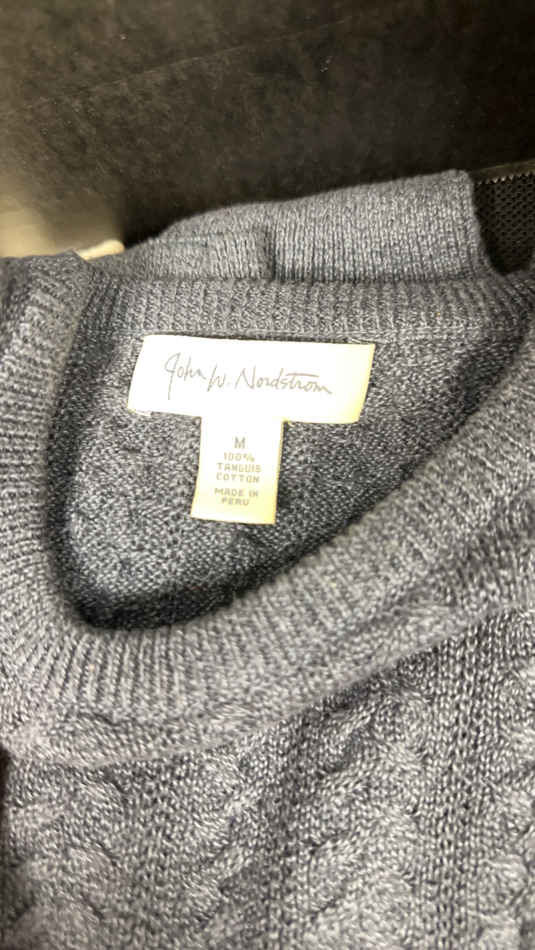 John W. Nordstrom
M
100%
TANGUIS
COTTON
MADE IN
PERU